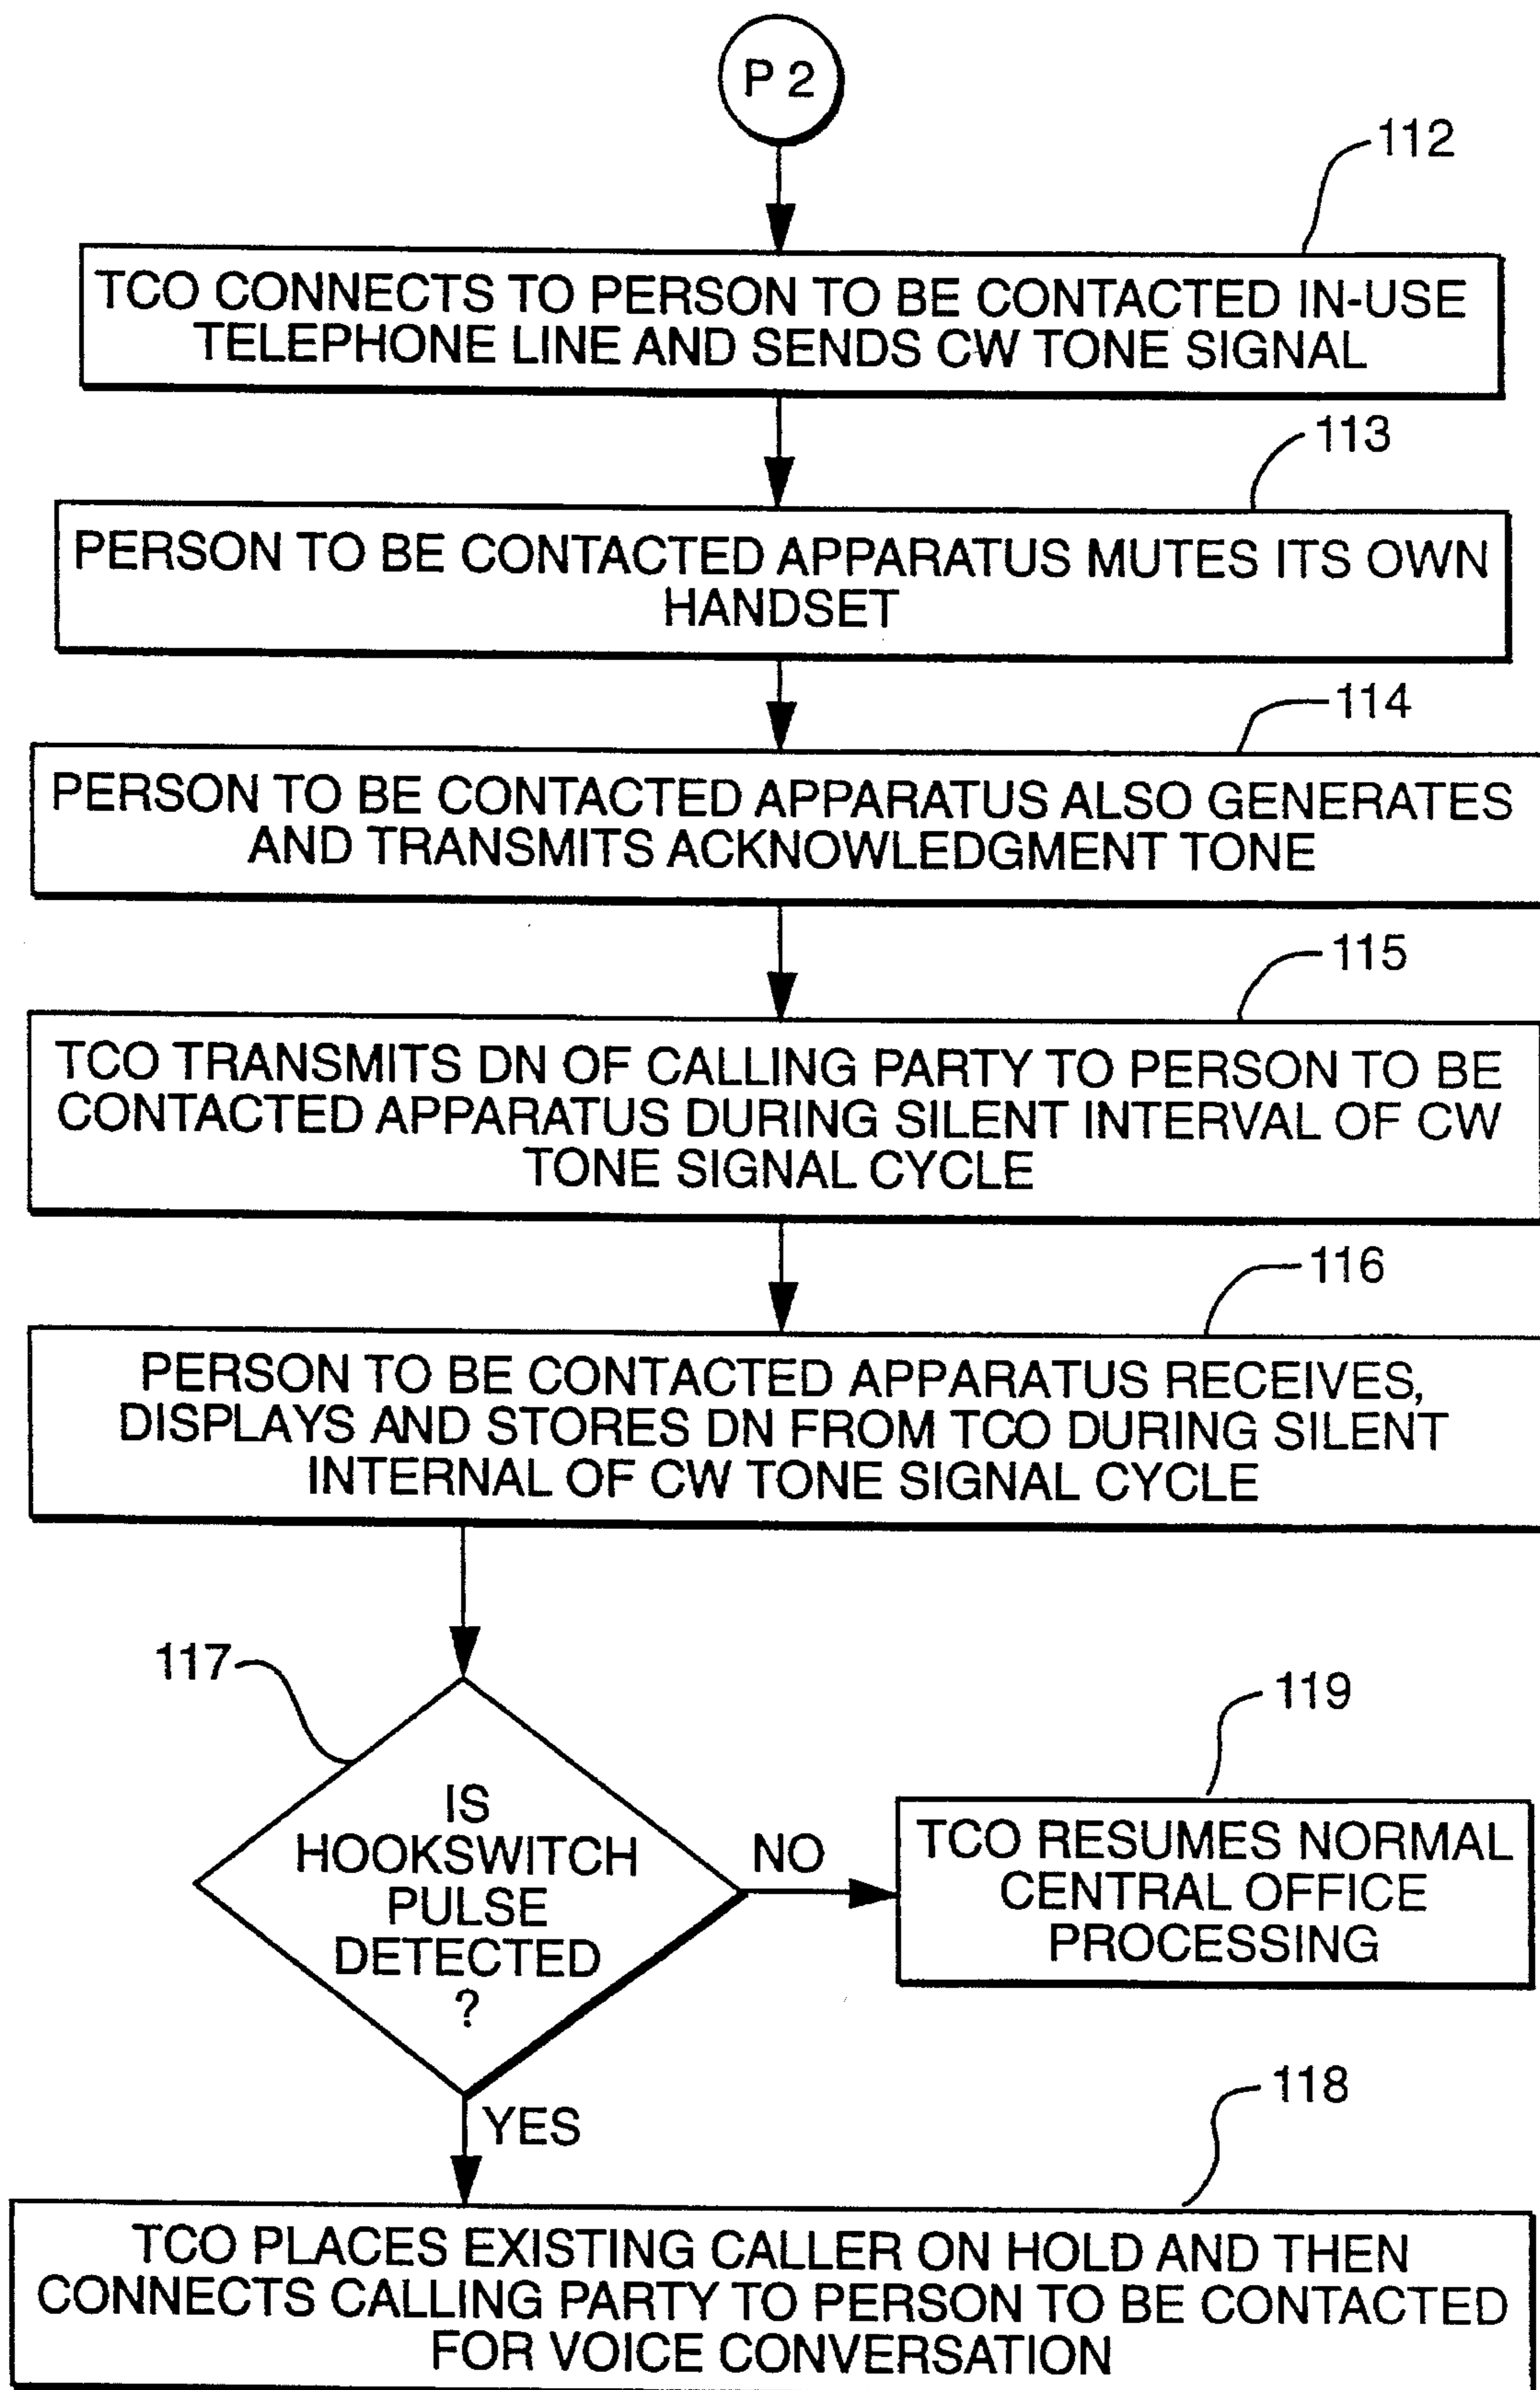 P 2
112
TCO CONNECTS TO PERSON TO BE CONTACTED IN-USE
TELEPHONE LINE AND SENDS CW TONE SIGNAL
113
PERSON TO BE CONTACTED APPARATUS MUTES ITS OWN
HANDSET
114
PERSON TO BE CONTACTED APPARATUS ALSO GENERATES
AND TRANSMITS ACKNOWLEDGMENT TONE
115
TCO TRANSMITS DN OF CALLING PARTY TO PERSON TO BE
CONTACTED APPARATUS DURING SILENT INTERVAL OF CW
TONE SIGNAL CYCLE
116
PERSON TO BE CONTACTED APPARATUS RECEIVES,
DISPLAYS AND STORES DN FROM TCO DURING SILENT
INTERNAL OF CW TONE SIGNAL CYCLE
117
IS
HOOKSWITCH
PULSE
DETECTED
?
NO
119
TCO RESUMES NORMAL
CENTRAL OFFICE
PROCESSING
YES
118
TCO PLACES EXISTING CALLER ON HOLD AND THEN
CONNECTS CALLING PARTY TO PERSON TO BE CONTACTED
FOR VOICE CONVERSATION